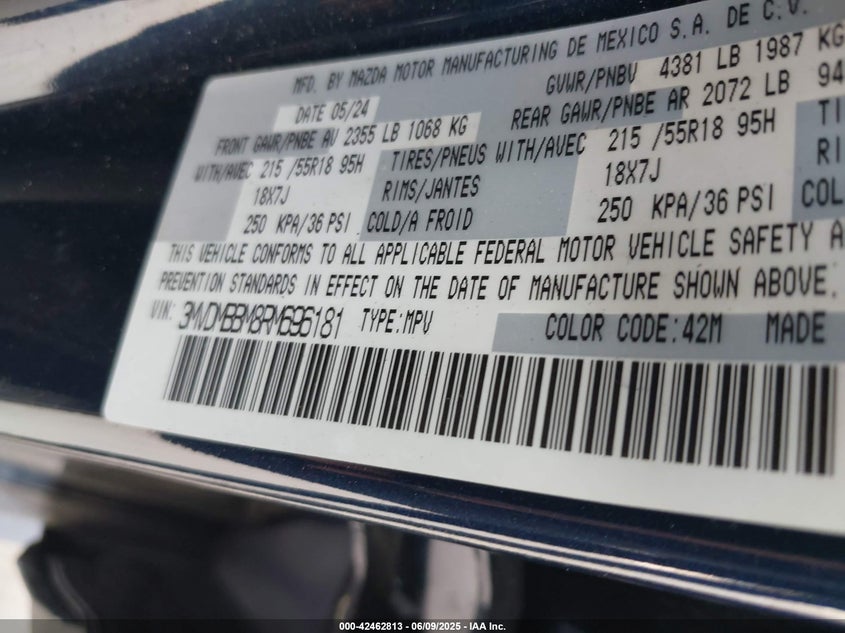 MFD. BY MAZDA MOTOR MANUFACTURING DE MEXICO S.A. DE C.V.
DATE 05/24 GVWR/PNBV 4381 LB 1987 KG
FRONT GAWR/PNBE AV 2355 LB 1068 KG REAR GAWR/PNBE AR 2072 LB 94
WITH/AVEC 215 /55R18 95H TIRES/PNEUS WITH/AVEC 215 /55R18 95H TI
18X7J RIMS/JANTES 18X7J RI
250 KPA/36 PSI COLD/A FROID 250 KPA/36 PSI COL
THIS VEHICLE CONFORMS TO ALL APPLICABLE FEDERAL MOTOR VEHICLE SAFETY A
PREVENTION STANDARDS IN EFFECT ON THE DATE OF MANUFACTURE SHOWN ABOVE.
VIN: 3MVDMBBM8RM696181 TYPE:MPV COLOR CODE:42M MADE
000-42462813 - 06/09/2025 - IAA Inc.